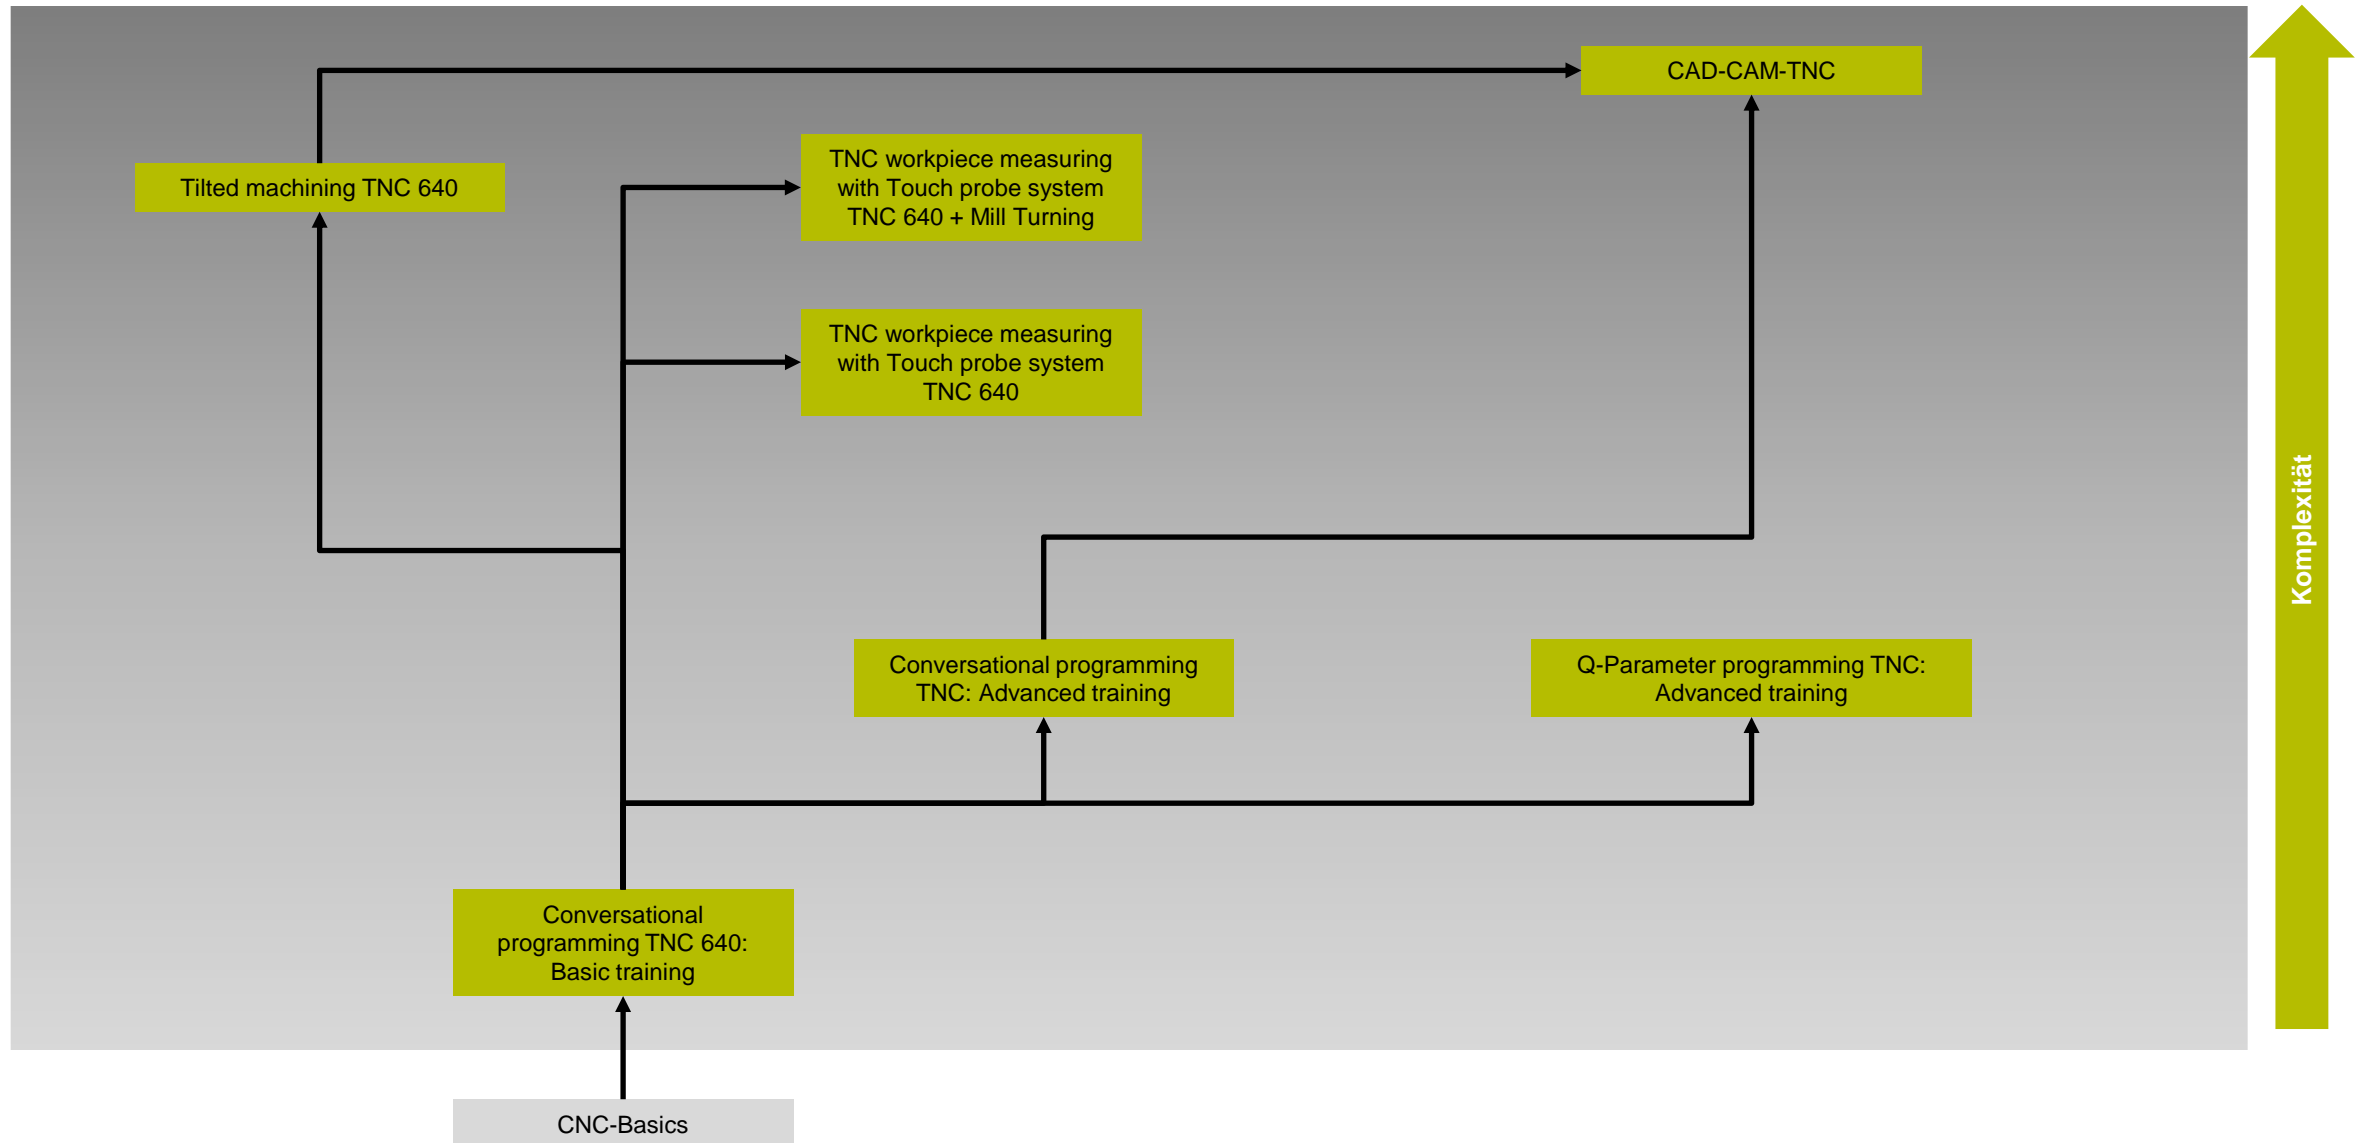 CAD-CAM-TNC
TNC workpiece measuring
with Touch probe system
TNC 640 + Mill Turning
Tilted machining TNC 640
TNC workpiece measuring
with Touch probe system
TNC 640
Komplexität
Conversational programming
TNC: Advanced training
Q-Parameter programming TNC:
Advanced training
Conversational
programming TNC 640:
Basic training
CNC-Basics